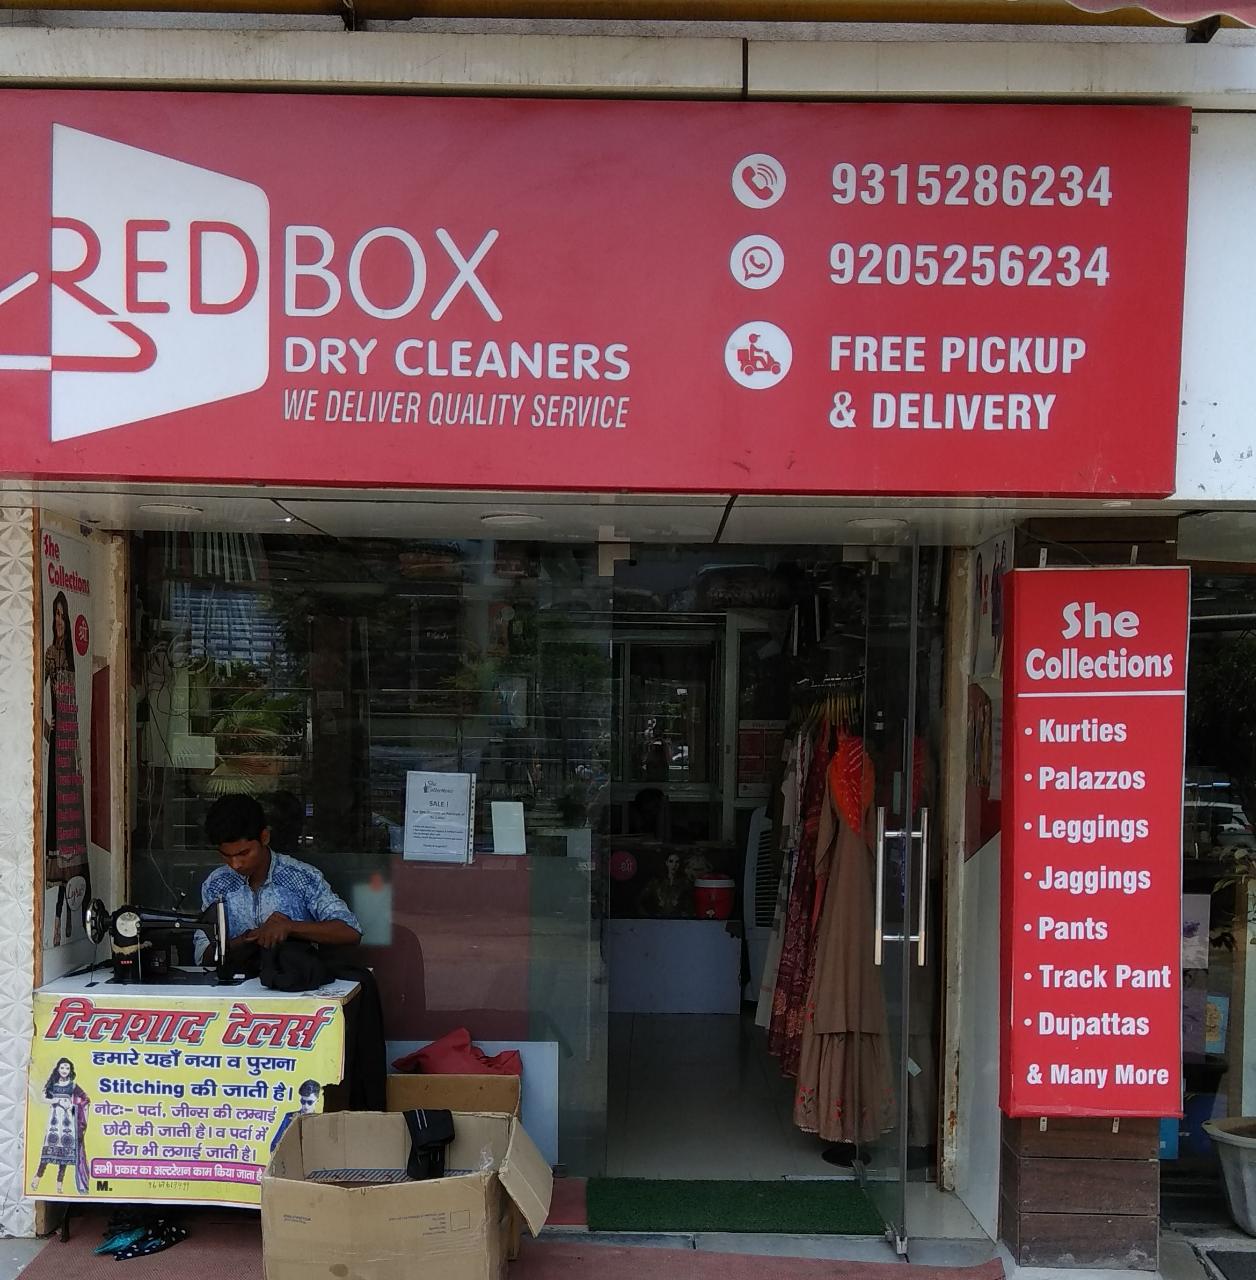 RED BOX
DRY CLEANERS
WE DELIVER QUALITY SERVICE
9315286234
9205256234
FREE PICKUP
& DELIVERY
She
Collections
श्री
She
Collections
• Kurties
• Palazzos
• Leggings
• Jaggings
• Pants
• Track Pant
• Dupattas
& Many More
SALE !
दिलशाद टेलर्स
हमारे यहाँ नया व पुराना
Stitching की जाती है।
नोटः- पर्दा, जीन्स की लम्बाई
छोटी की जाती है। व पर्दा में
रिंग भी लगाई जाती है।
सभी प्रकार का अल्टरेशन काम किया जाता है
M.